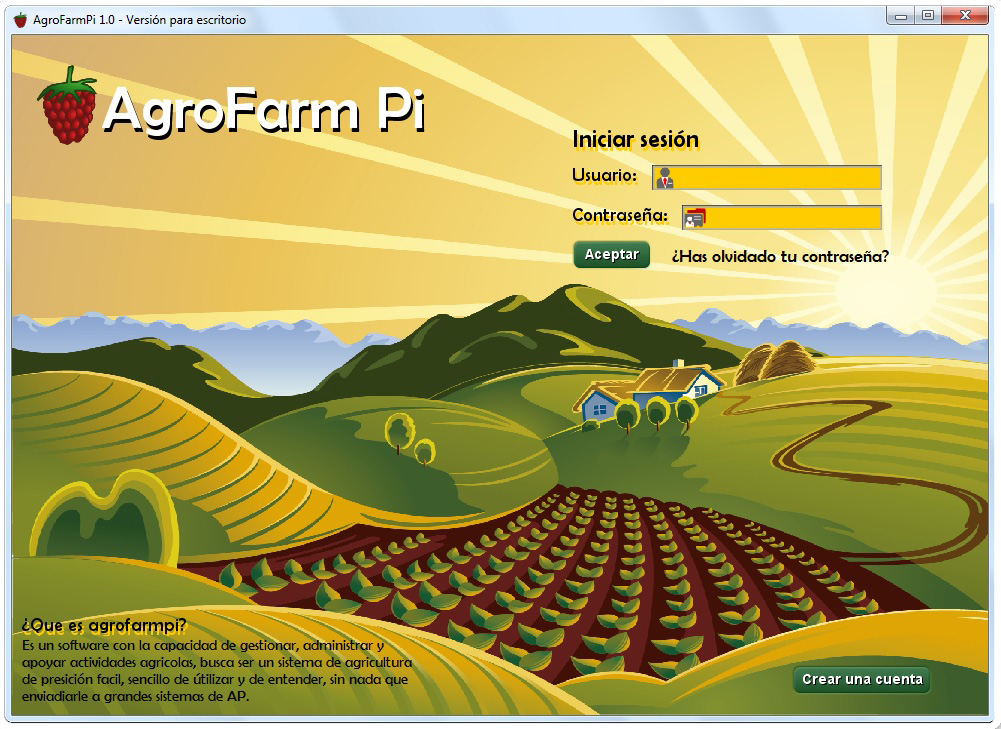 AgroFarmPi 1.0 - Versión para escritorio
AgroFarm Pi
Iniciar sesión
Usuario:
Contraseña:
Aceptar
¿Has olvidado tu contraseña?
¿Que es agrofarmpi?
Es un software con la capacidad de gestionar, administrar y
apoyar actividades agricolas, busca ser un sistema de agricultura
de presición facil, sencillo de útilizar y de entender, sin nada que
enviadiarle a grandes sistemas de AP.
Crear una cuenta